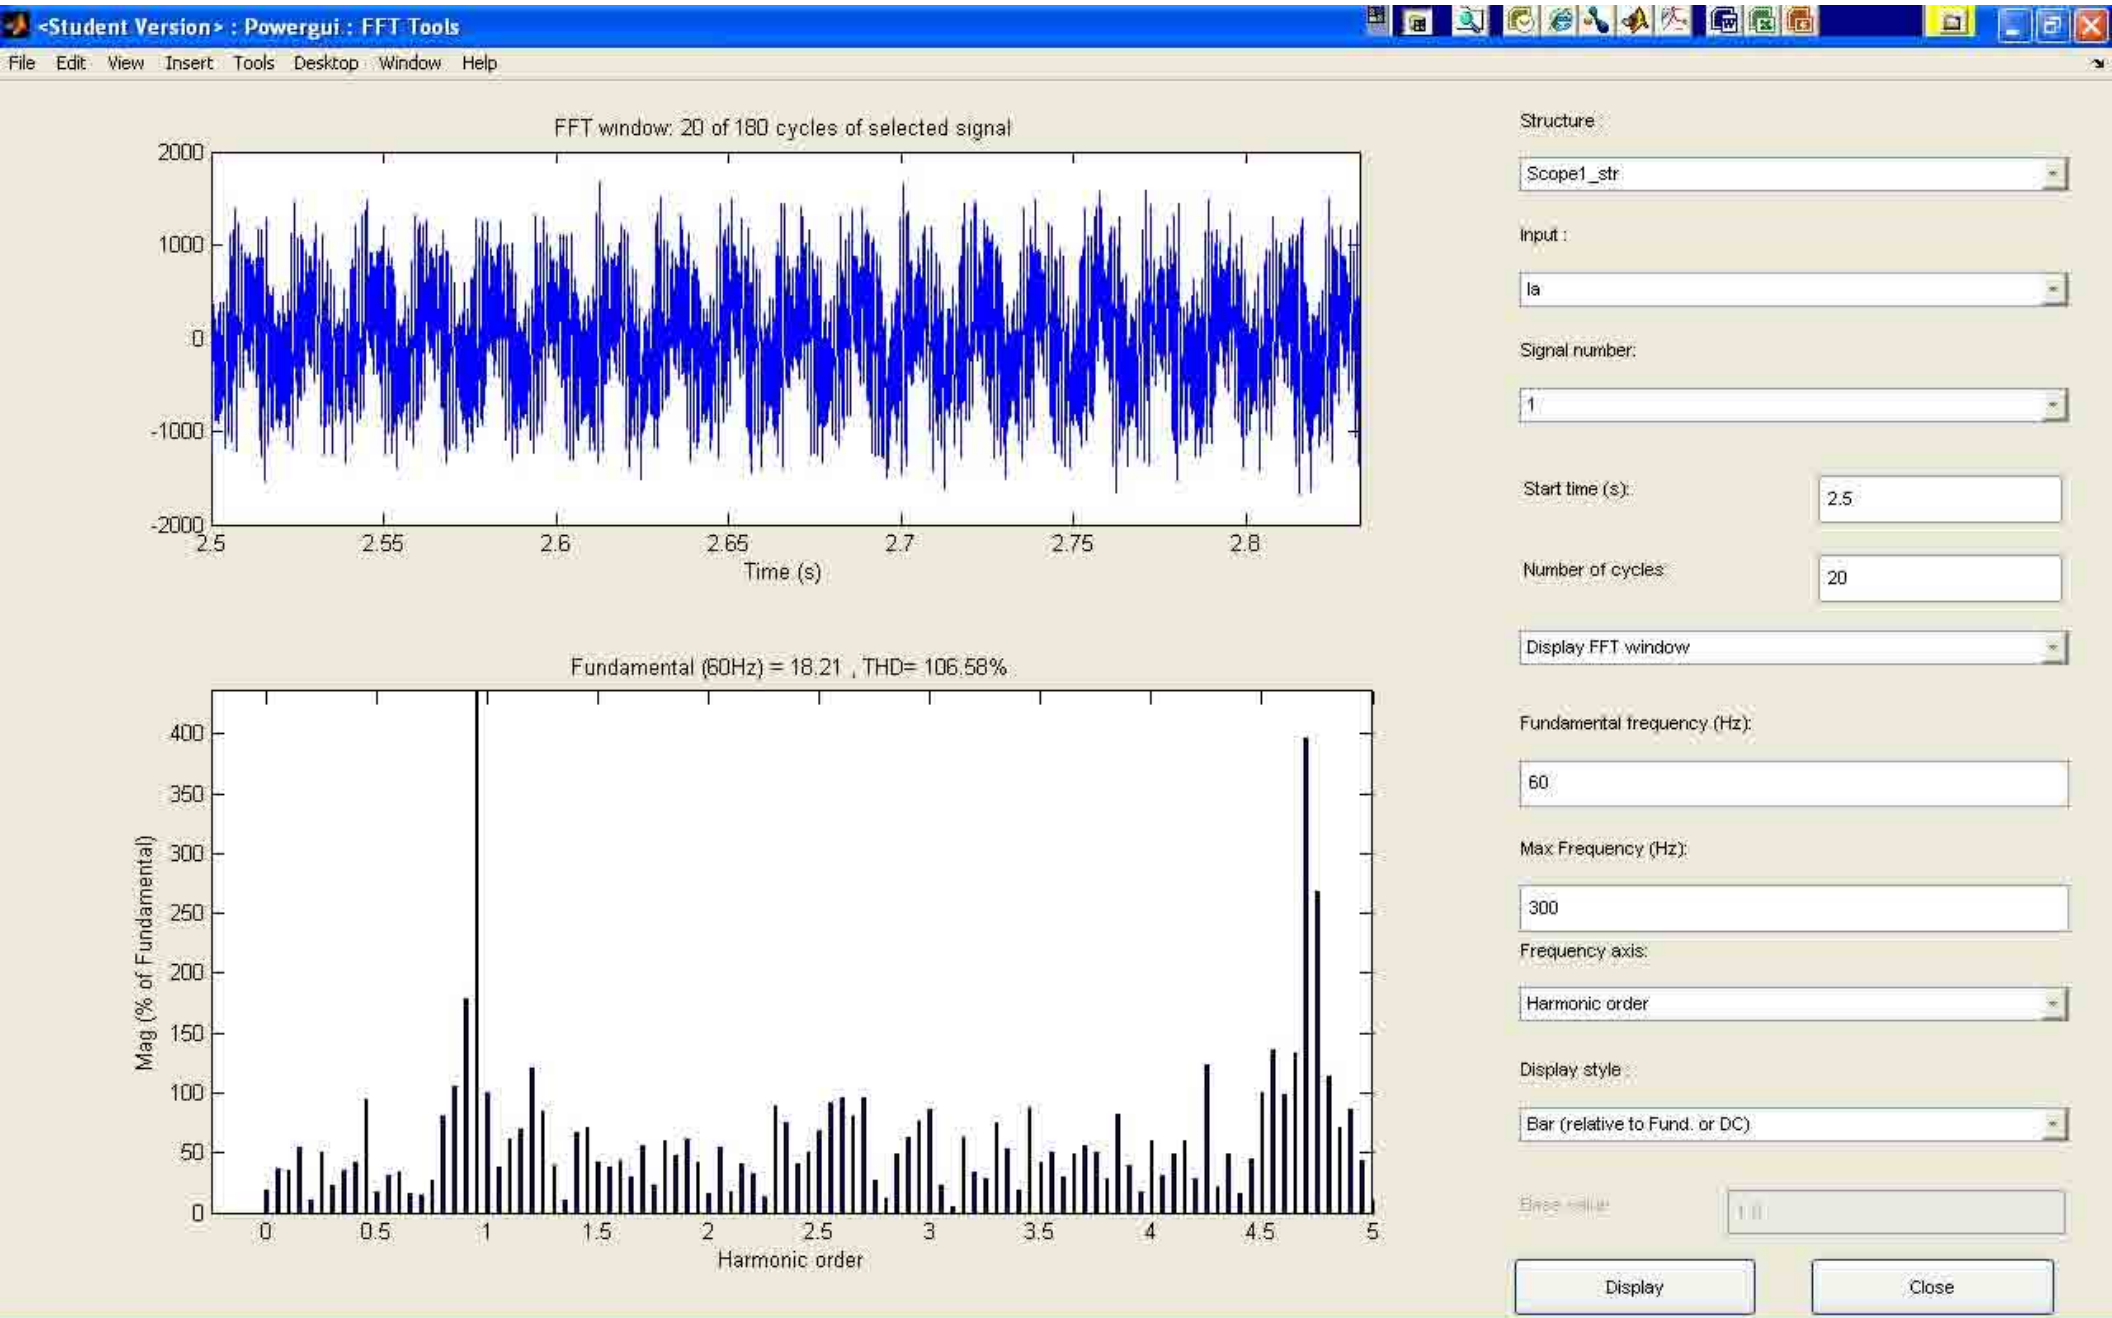 <Student Version> : Powergui : FFT Tools
File Edit View Insert Tools Desktop Window Help
FFT window: 20 of 180 cycles of selected signal
2000
1000
0
-1000
-2000
2.5 2.55 2.6 2.65 2.7 2.75 2.8
Time (s)
Fundamental (60Hz) = 18.21 , THD= 106.58%
400
350
300
250
200
150
100
50
0
Mag (% of Fundamental)
0 0.5 1 1.5 2 2.5 3 3.5 4 4.5 5
Harmonic order
Structure :
Scope1_str
Input :
Ia
Signal number:
1
Start time (s):
2.5
Number of cycles:
20
Display FFT window
Fundamental frequency (Hz):
60
Max Frequency (Hz):
300
Frequency axis:
Harmonic order
Display style :
Bar (relative to Fund. or DC)
Base value:
1.0
Display
Close